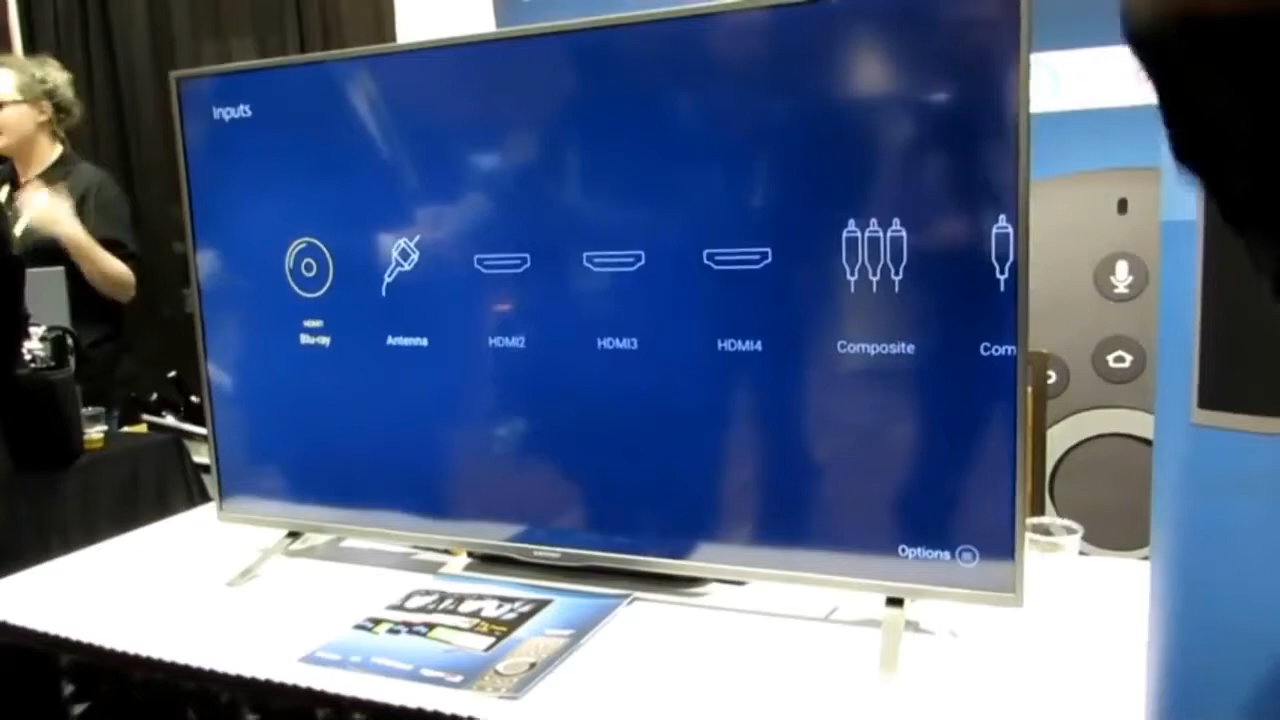 Inputs
HDMI1
Blu-ray
Antenna
HDMI2
HDMI3
HDMI4
Composite
Com
Options